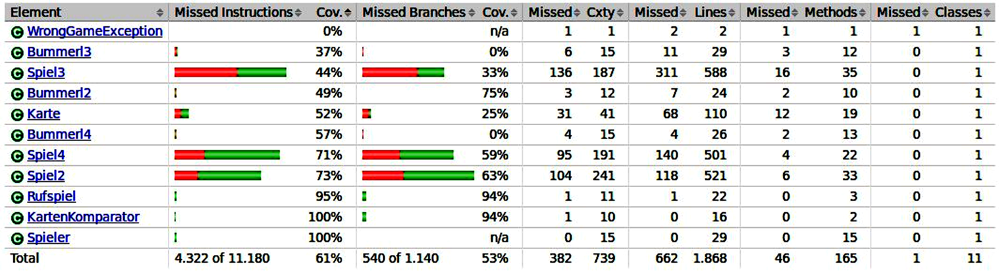 Element Missed Instructions Cov. Missed Branches Cov. Missed Cxty Missed Lines Missed Methods Missed Classes
WrongGameException 0% n/a 1 1 2 2 1 1 1 1
Bummerl3 37% 0% 6 15 11 29 3 12 0 1
Spiel3 44% 33% 136 187 311 588 16 35 0 1
Bummerl2 49% 75% 3 12 7 24 2 10 0 1
Karte 52% 25% 31 41 68 110 12 19 0 1
Bummerl4 57% 0% 4 15 4 26 2 13 0 1
Spiel4 71% 59% 95 191 140 501 4 22 0 1
Spiel2 73% 63% 104 241 118 521 6 33 0 1
Rufspiel 95% 94% 1 11 1 22 0 3 0 1
KartenKomparator 100% 94% 1 10 0 16 0 2 0 1
Spieler 100% n/a 0 15 0 29 0 15 0 1
Total 4.322 of 11.180 61% 540 of 1.140 53% 382 739 662 1.868 46 165 1 11